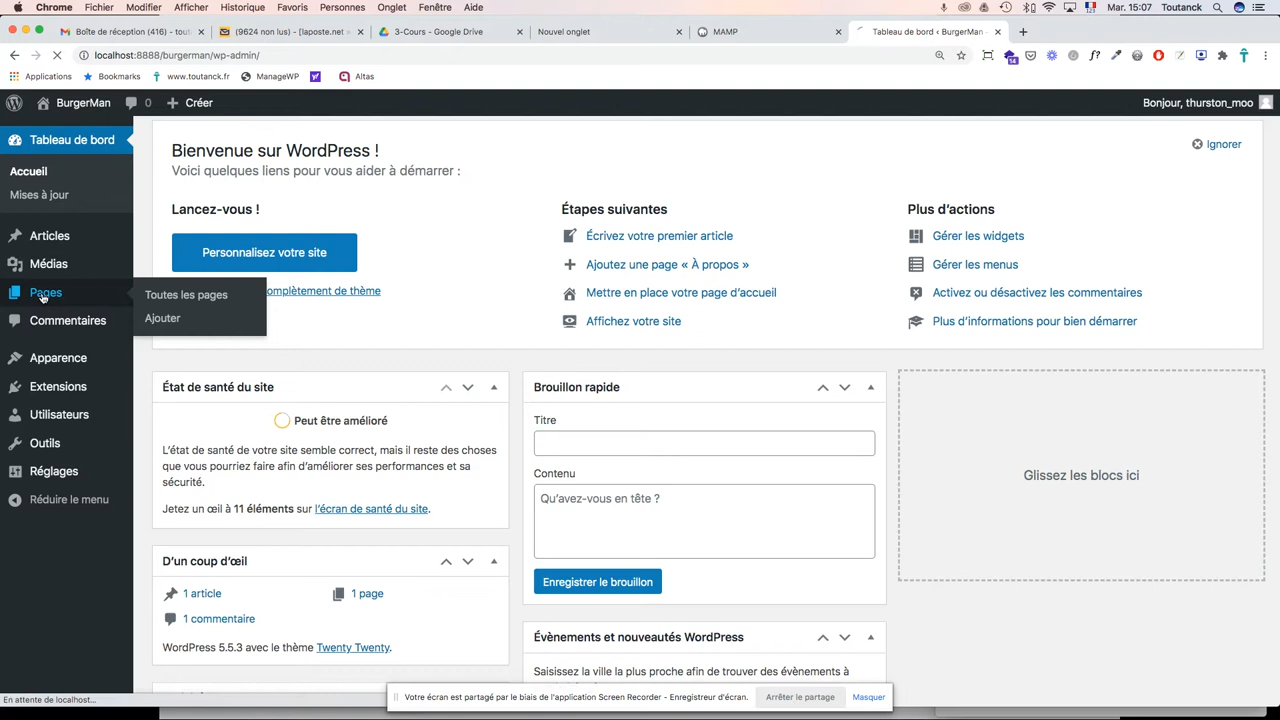 Chrome Fichier Modifier Afficher Historique Favoris Personnes Onglet Fenêtre Aide Mar. 15:07 Toutanck
Boîte de réception (416) - tout (9624 non lus) - laposte.net 3-Cours - Google Drive Nouvel onglet MAMP Tableau de bord ‹ BurgerMan
localhost:8888/burgerman/wp-admin/ 14 f?
Applications Bookmarks www.toutanck.fr ManageWP Altas
BurgerMan 0 Créer Bonjour, thurston_moo
Tableau de bord
Accueil
Mises à jour
Articles
Médias
Pages
Toutes les pages
Ajouter
Commentaires
Apparence
Extensions
Utilisateurs
Outils
Réglages
Réduire le menu
Bienvenue sur WordPress !
Ignorer
Voici quelques liens pour vous aider à démarrer :
Lancez-vous !
Personnalisez votre site
omplètement de thème
Étapes suivantes
Écrivez votre premier article
Ajoutez une page « À propos »
Mettre en place votre page d'accueil
Affichez votre site
Plus d'actions
Gérer les widgets
Gérer les menus
Activez ou désactivez les commentaires
Plus d'informations pour bien démarrer
État de santé du site
Peut être amélioré
L'état de santé de votre site semble correct, mais il reste des choses
que vous pourriez faire afin d'améliorer ses performances et sa
sécurité.
Jetez un œil à 11 éléments sur l'écran de santé du site.
D'un coup d'œil
1 article 1 page
1 commentaire
WordPress 5.5.3 avec le thème Twenty Twenty.
Brouillon rapide
Titre
Contenu
Qu'avez-vous en tête ?
Enregistrer le brouillon
Évènements et nouveautés WordPress
Saisissez la ville la plus proche afin de trouver des évènements à
Glissez les blocs ici
En attente de localhost...
Votre écran est partagé par le biais de l'application Screen Recorder - Enregistreur d'écran. Arrêter le partage Masquer